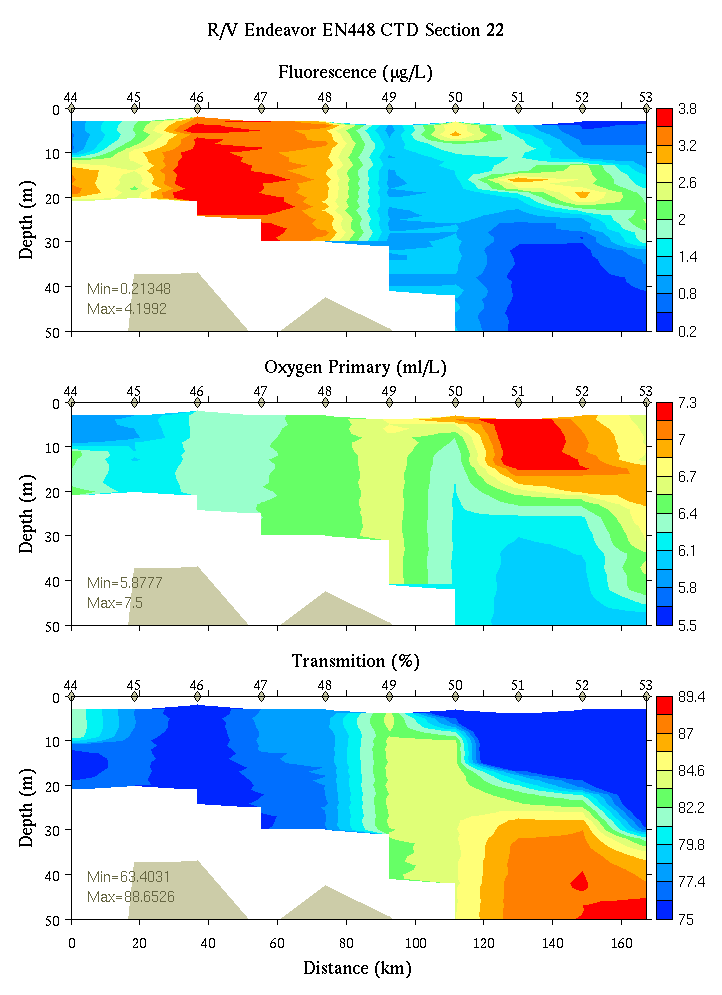 R/V Endeavor EN448 CTD Section 22
Fluorescence (µg/L)
44 45 46 47 48 49 50 51 52 53
0
10
20
30
40
50
Depth (m)
Min=0.21348
Max=4.1992
3.8
3.2
2.6
2
1.4
0.8
0.2
Oxygen Primary (ml/L)
44 45 46 47 48 49 50 51 52 53
0
10
20
30
40
50
Depth (m)
Min=5.8777
Max=7.5
7.3
7
6.7
6.4
6.1
5.8
5.5
Transmition (%)
44 45 46 47 48 49 50 51 52 53
0
10
20
30
40
50
Depth (m)
Min=63.4031
Max=88.6526
89.4
87
84.6
82.2
79.8
77.4
75
0 20 40 60 80 100 120 140 160
Distance (km)